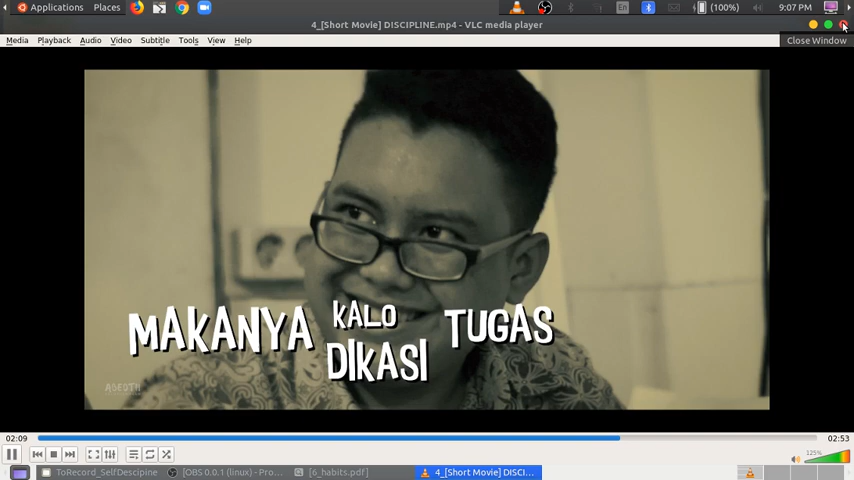 Applications Places En (100%) 9:07 PM
4_[Short Movie] DISCIPLINE.mp4 - VLC media player
Media Playback Audio Video Subtitle Tools View Help
Close Window
MAKANYA KALO TUGAS
DIKASI
02:09 02:53
125%
ToRecord_SelfDescipine [OBS 0.0.1 (linux) - Pro... [6_habits.pdf] 4_[Short Movie] DISCI...